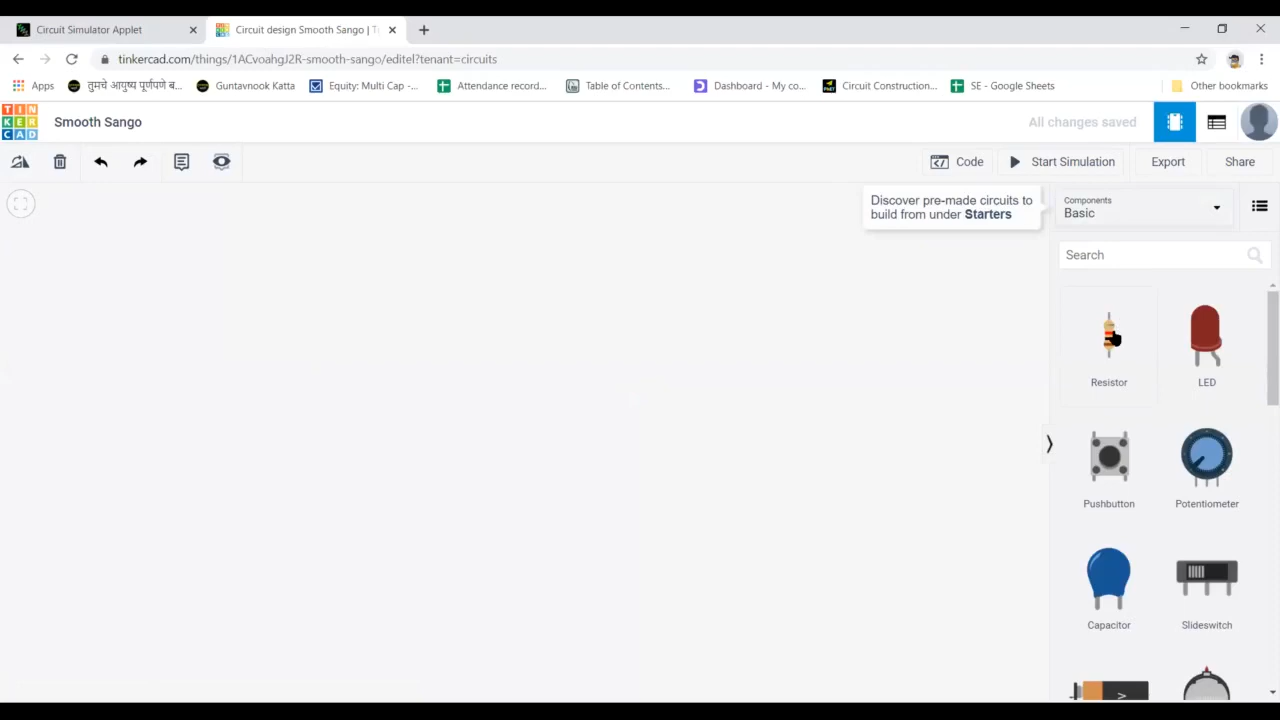 Circuit Simulator Applet
Circuit design Smooth Sango | T
tinkercad.com/things/1ACvoahgJ2R-smooth-sango/editel?tenant=circuits
Apps
तुमचे आयुष्य पूर्णपणे ब...
Guntavnook Katta
Equity: Multi Cap -...
Attendance record...
Table of Contents...
Dashboard - My co...
Circuit Construction...
SE - Google Sheets
Other bookmarks
TIN
KER
CAD
Smooth Sango
All changes saved
Code
Start Simulation
Export
Share
Discover pre-made circuits to
build from under Starters
Components
Basic
Search
Resistor
LED
Pushbutton
Potentiometer
Capacitor
Slideswitch